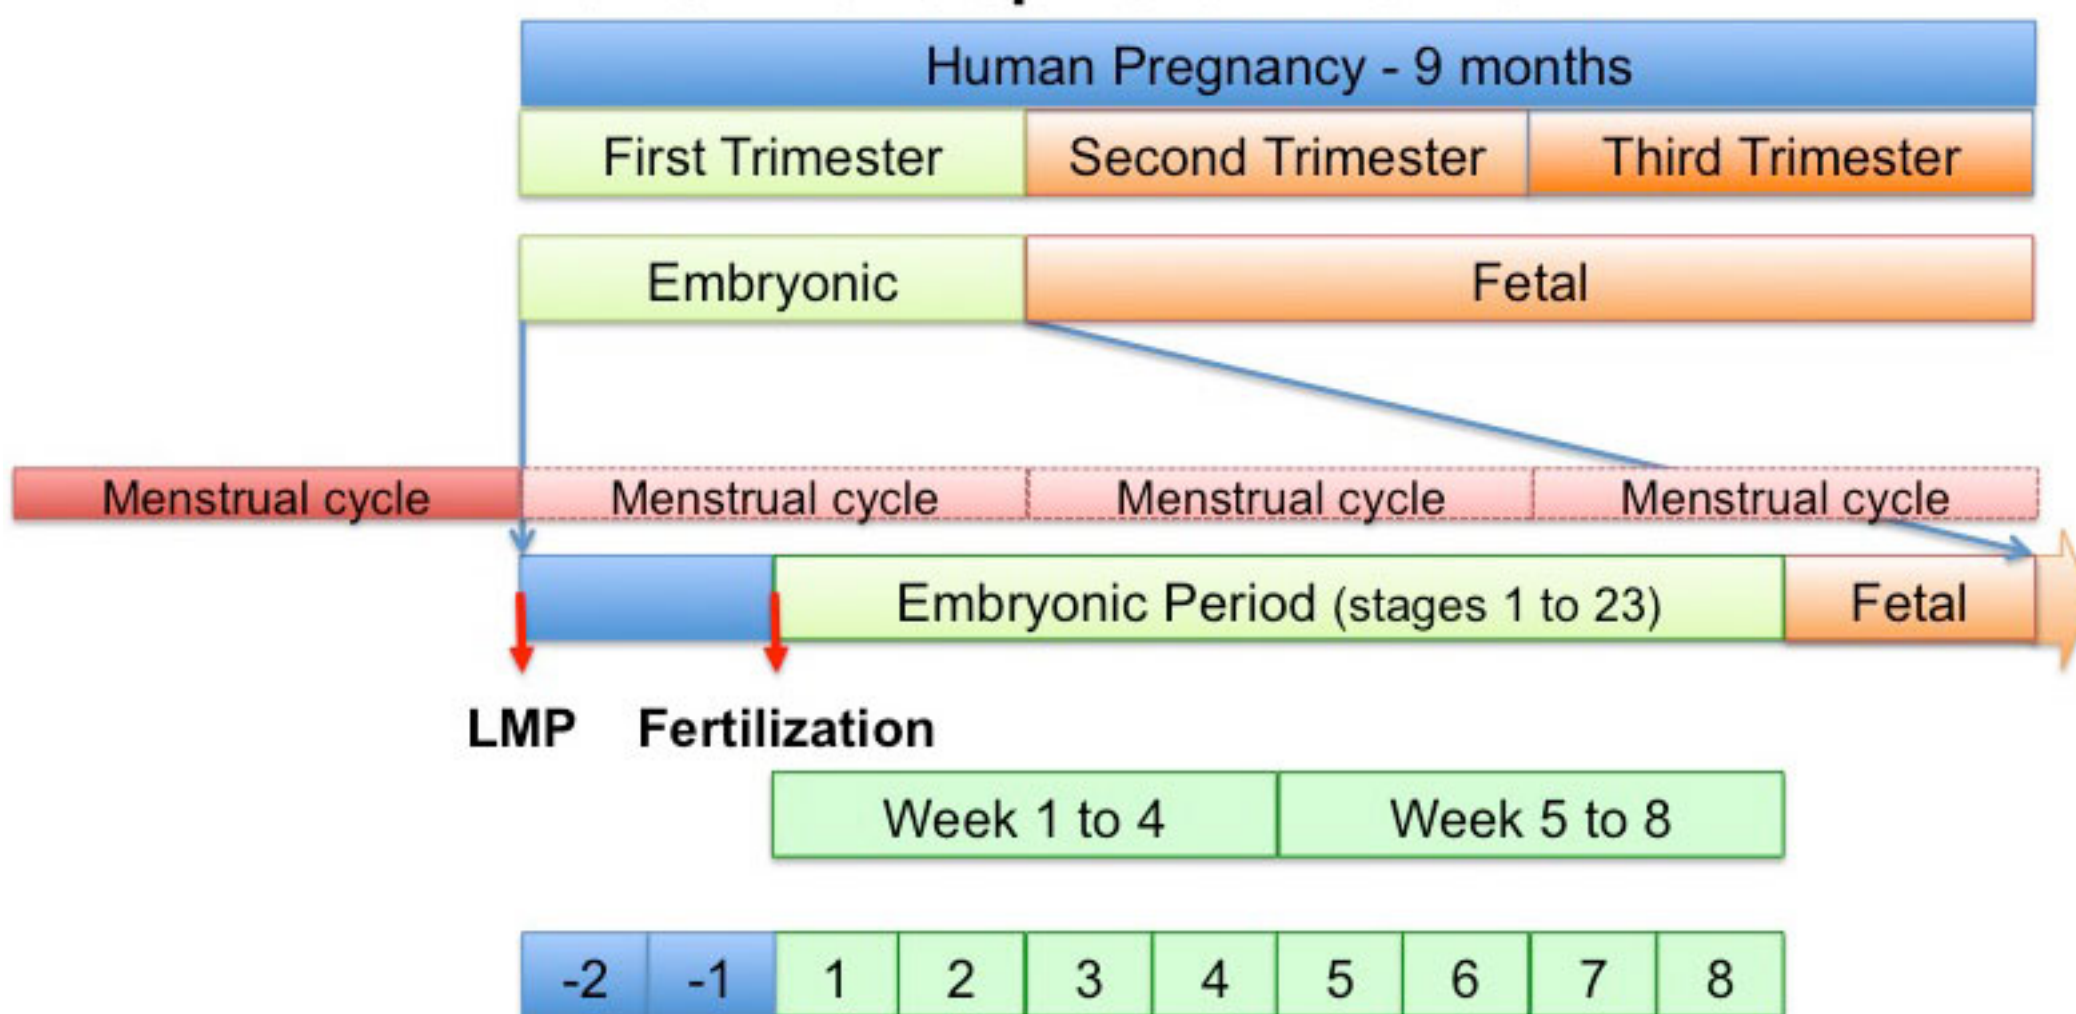 Human Pregnancy - 9 months
First Trimester Second Trimester Third Trimester
Embryonic Fetal
Menstrual cycle Menstrual cycle Menstrual cycle Menstrual cycle
Embryonic Period (stages 1 to 23) Fetal
LMP Fertilization
Week 1 to 4 Week 5 to 8
-2 -1 1 2 3 4 5 6 7 8